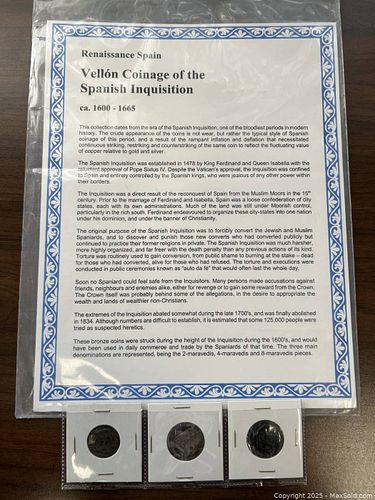 Renaissance Spain
Vellón Coinage of the
Spanish Inquisition
ca. 1600 - 1665
This collection dates from the era of the Spanish Inquisition, one of the bloodiest periods in modern
history. The crude appearance of the coins is not wear, but rather the typical style of Spanish
coinage of this period, and a result of the rampant inflation and deflation that necessitated
continuous striking, restriking and counterstriking of the same coin to reflect the fluctuating value
of copper relative to gold and silver.
The Spanish Inquisition was established in 1478 by King Ferdinand and Queen Isabella with the
reluctant approval of Pope Sixtus IV. Despite the Vatican's approval, the Inquisition was confined
to Spain and entirely controlled by the Spanish kings, who were jealous of any other power within
their borders.
The Inquisition was a direct result of the reconquest of Spain from the Muslim Moors in the 15th
century. Prior to the marriage of Ferdinand and Isabella, Spain was a loose confederation of city
states, each with its own administrators. Much of the land was still under Moorish control,
particularly in the rich south. Ferdinand endeavoured to organize these city-states into one nation
under his dominion, and under the banner of Christianity.
The original purpose of the Spanish Inquisition was to forcibly convert the Jewish and Muslim
Spaniards, and to discover and punish those new converts who had converted publicly but
continued to practice their former religions in private. The Spanish Inquisition was much harsher,
more highly organized, and far freer with the death penalty than any previous actions of its kind.
Torture was routinely used to gain conversion, from public shame to burning at the stake – dead
for those who had converted, alive for those who had refused. The torture and executions were
conducted in public ceremonies known as "auto da fé" that would often last the whole day.
Soon no Spaniard could feel safe from the Inquisitors. Many persons made accusations against
friends, neighbours and enemies alike, either for revenge or to gain some reward from the Crown.
The Crown itself was probably behind some of the allegations, in the desire to appropriate the
wealth and lands of wealthier non-Christians.
The extremes of the Inquisition abated somewhat during the late 1700's, and was finally abolished
in 1834. Although numbers are difficult to establish, it is estimated that some 125,000 people were
tried as suspected heretics.
These bronze coins were struck during the height of the Inquisition during the 1600's, and would
have been used in daily commerce and trade by the Spaniards of that time. The three main
denominations are represented, being the 2-maravedis, 4-maravedis and 8-maravedis pieces.
Copyright 2025 - MaxSold.com